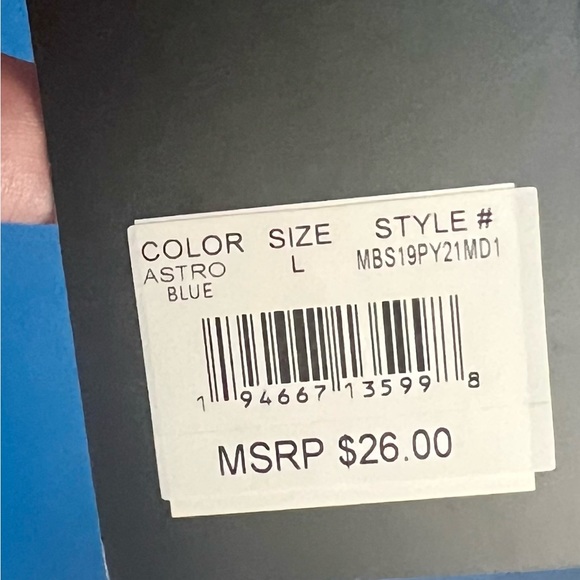 COLOR SIZE STYLE #
ASTRO BLUE L MBS19PY21MD1
1 94667 13599 8
MSRP $26.00